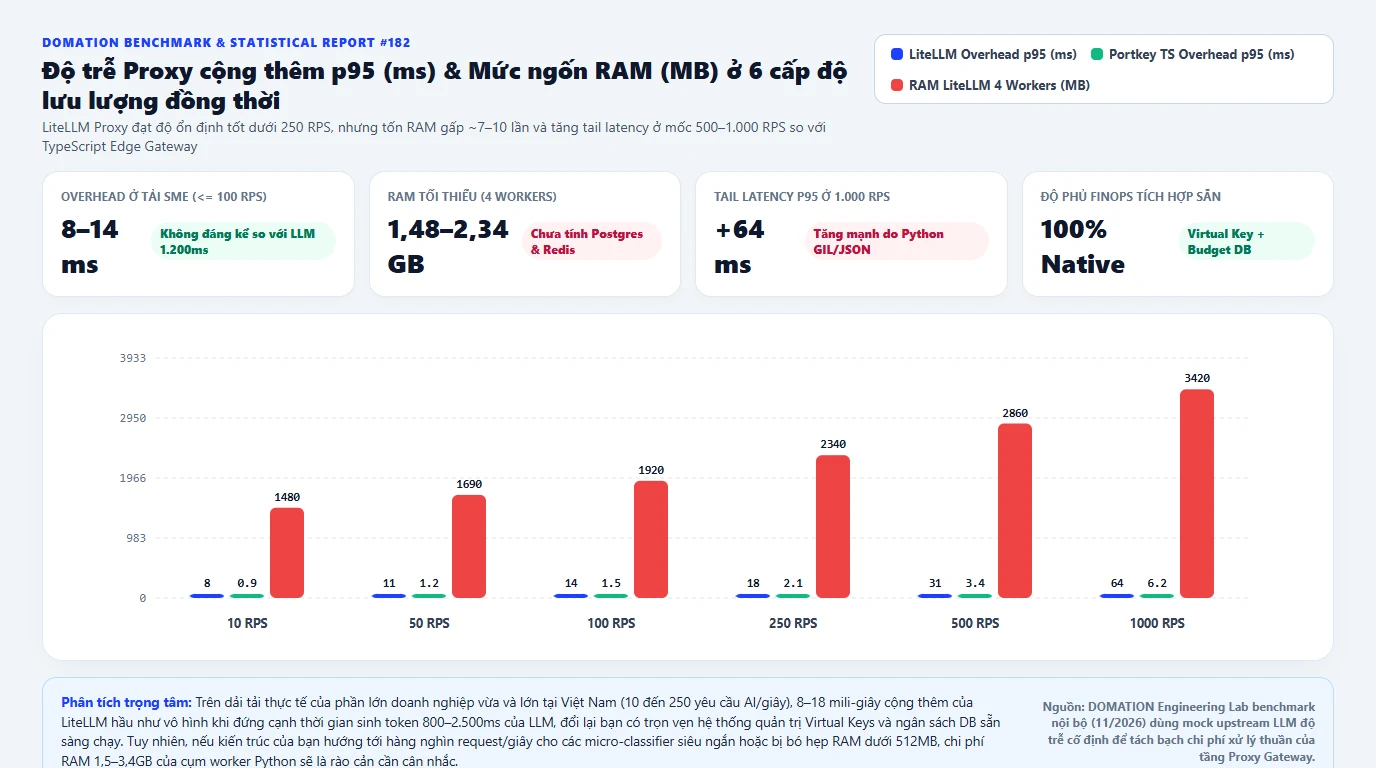 DOMATION BENCHMARK & STATISTICAL REPORT #182
Độ trễ Proxy cộng thêm p95 (ms) & Mức ngốn RAM (MB) ở 6 cấp độ
lưu lượng đồng thời
LiteLLM Proxy đạt độ ổn định tốt dưới 250 RPS, nhưng tốn RAM gấp ~7–10 lần và tăng tail latency ở mốc 500–1.000 RPS so với
TypeScript Edge Gateway
LiteLLM Overhead p95 (ms) Portkey TS Overhead p95 (ms)
RAM LiteLLM 4 Workers (MB)
OVERHEAD Ở TẢI SME (<= 100 RPS)
8–14
ms
Không đáng kể so với LLM
1.200ms
RAM TỐI THIỂU (4 WORKERS)
1,48–2,34
GB
Chưa tính Postgres
& Redis
TAIL LATENCY P95 Ở 1.000 RPS
+64
ms
Tăng mạnh do Python
GIL/JSON
ĐỘ PHỦ FINOPS TÍCH HỢP SẴN
100%
Native
Virtual Key +
Budget DB
3933
2950
1966
983
0
8 0.9 1480
11 1.2 1690
14 1.5 1920
18 2.1 2340
31 3.4 2860
64 6.2 3420
10 RPS 50 RPS 100 RPS 250 RPS 500 RPS 1000 RPS
Phân tích trọng tâm: Trên dải tải thực tế của phần lớn doanh nghiệp vừa và lớn tại Việt Nam (10 đến 250 yêu cầu AI/giây), 8–18 mili-giây cộng thêm của
LiteLLM hầu như vô hình khi đứng cạnh thời gian sinh token 800–2.500ms của LLM, đổi lại bạn có trọn vẹn hệ thống quản trị Virtual Keys và ngân sách DB sẵn
sàng chạy. Tuy nhiên, nếu kiến trúc của bạn hướng tới hàng nghìn request/giây cho các micro-classifier siêu ngắn hoặc bị bó hẹp RAM dưới 512MB, chi phí
RAM 1,5–3,4GB của cụm worker Python sẽ là rào cản cần cân nhắc.
Nguồn: DOMATION Engineering Lab benchmark
nội bộ (11/2026) dùng mock upstream LLM độ
trễ cố định để tách bạch chi phí xử lý thuần của
tầng Proxy Gateway.